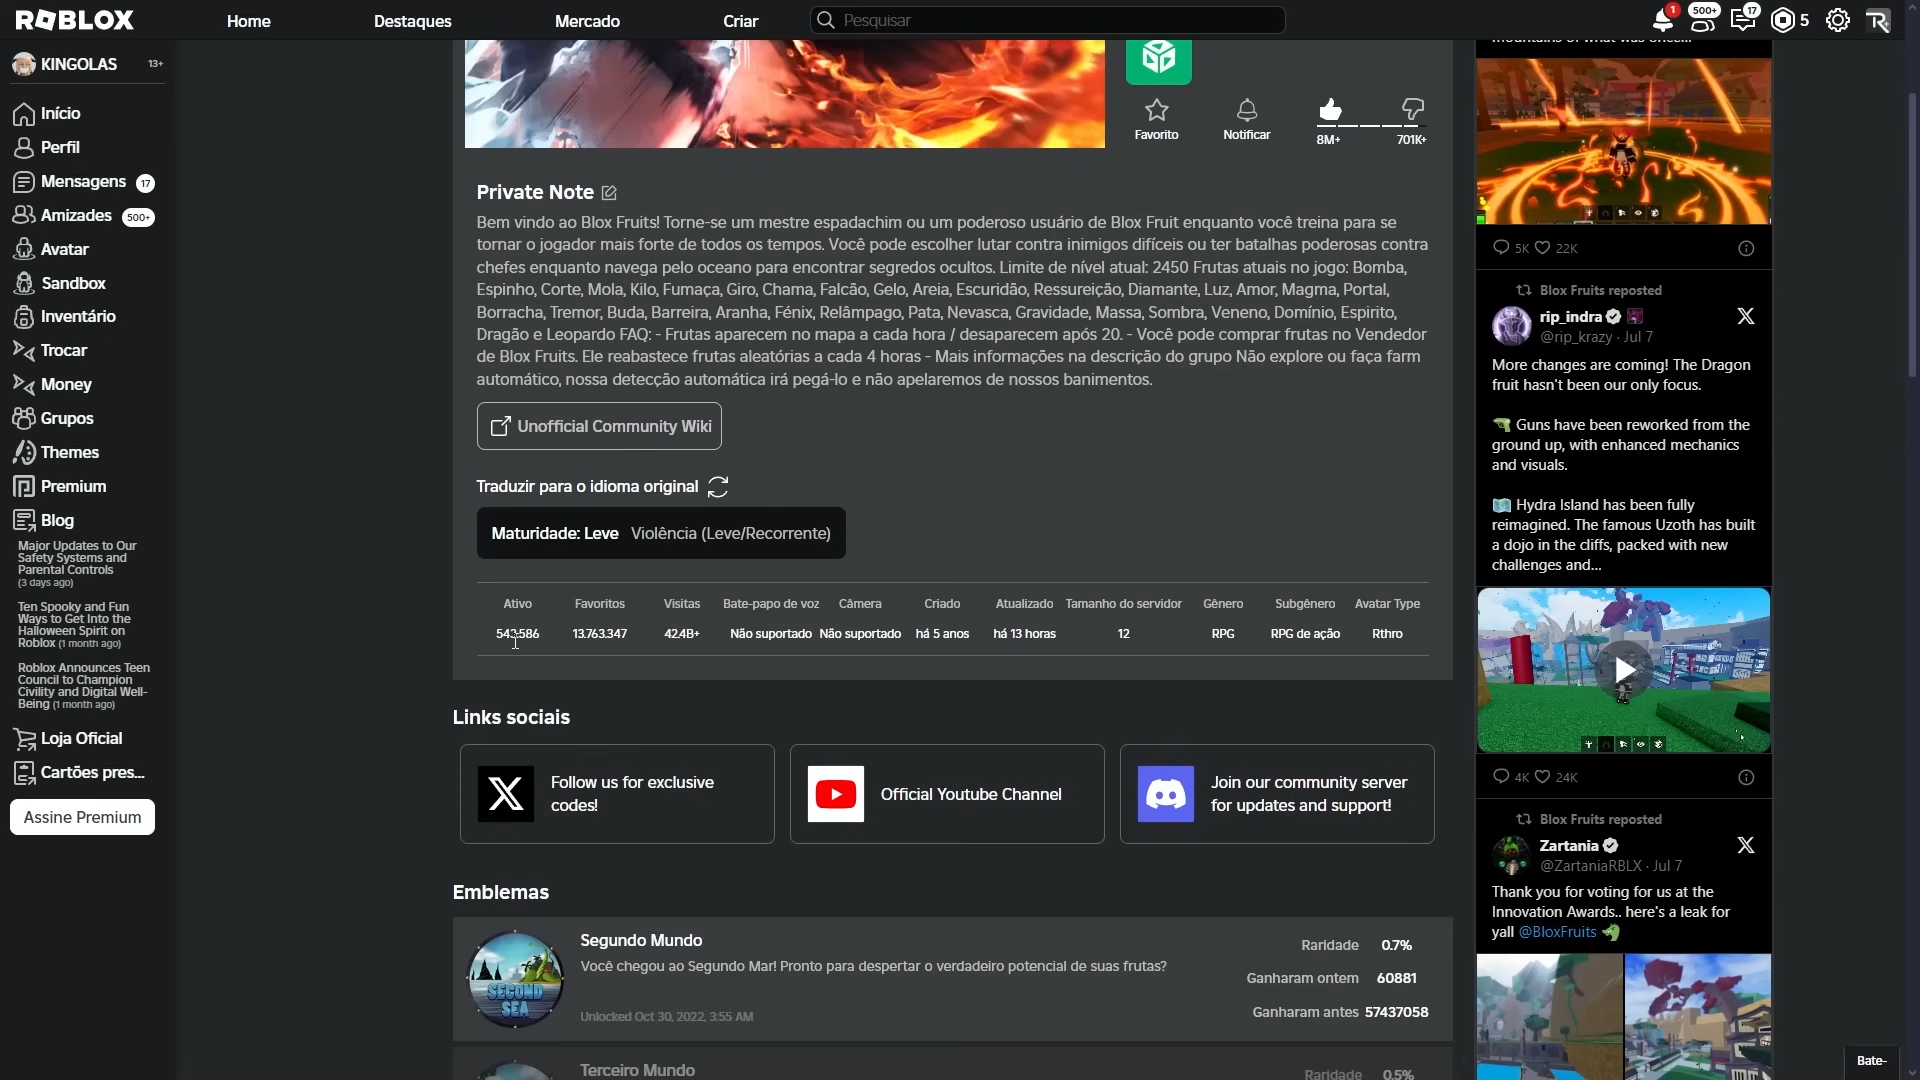 ROBLOX
Home
Destaques
Mercado
Criar
Pesquisar
1
500+
17
5
KINGOLAS
13+
Início
Perfil
Mensagens 17
Amizades 500+
Avatar
Sandbox
Inventário
Trocar
Money
Grupos
Themes
Premium
Blog
Major Updates to Our
Safety Systems and
Parental Controls
(3 days ago)
Ten Spooky and Fun
Ways to Get Into the
Halloween Spirit on
Roblox (1 month ago)
Roblox Announces Teen
Council to Champion
Civility and Digital Well-
Being (1 month ago)
Loja Oficial
Cartões pres...
Assine Premium
Favorito
Notificar
8M+
701K+
Private Note
Bem vindo ao Blox Fruits! Torne-se um mestre espadachim ou um poderoso usuário de Blox Fruit enquanto você treina para se
tornar o jogador mais forte de todos os tempos. Você pode escolher lutar contra inimigos difíceis ou ter batalhas poderosas contra
chefes enquanto navega pelo oceano para encontrar segredos ocultos. Limite de nível atual: 2450 Frutas atuais no jogo: Bomba,
Espinho, Corte, Mola, Kilo, Fumaça, Giro, Chama, Falcão, Gelo, Areia, Escuridão, Ressureição, Diamante, Luz, Amor, Magma, Portal,
Borracha, Tremor, Buda, Barreira, Aranha, Fénix, Relâmpago, Pata, Nevasca, Gravidade, Massa, Sombra, Veneno, Domínio, Espirito,
Dragão e Leopardo FAQ: - Frutas aparecem no mapa a cada hora / desaparecem após 20. - Você pode comprar frutas no Vendedor
de Blox Fruits. Ele reabastece frutas aleatórias a cada 4 horas - Mais informações na descrição do grupo Não explore ou faça farm
automático, nossa detecção automática irá pegá-lo e não apelaremos de nossos banimentos.
Unofficial Community Wiki
Traduzir para o idioma original
Maturidade: Leve Violência (Leve/Recorrente)
Ativo Favoritos Visitas Bate-papo de voz Câmera Criado Atualizado Tamanho do servidor Gênero Subgênero Avatar Type
13.763.347 42.4B+ Não suportado Não suportado há 5 anos há 13 horas 12 RPG RPG de ação Rthro
Links sociais
Follow us for exclusive
codes!
Official Youtube Channel
Join our community server
for updates and support!
Emblemas
SECOND
SEA
Segundo Mundo
Você chegou ao Segundo Mar! Pronto para despertar o verdadeiro potencial de suas frutas?
Unlocked Oct 30, 2022, 3:55 AM
Raridade 0.7%
Ganharam ontem 60881
Ganharam antes 57437058
Terceiro Mundo
Raridade 0.5%
mountains of what was once...
5K 22K
Blox Fruits reposted
rip_indra
@rip_krazy · Jul 7
More changes are coming! The Dragon
fruit hasn't been our only focus.
Guns have been reworked from the
ground up, with enhanced mechanics
and visuals.
Hydra Island has been fully
reimagined. The famous Uzoth has built
a dojo in the cliffs, packed with new
challenges and...
4K 24K
Blox Fruits reposted
Zartania
@ZartaniaRBLX · Jul 7
Thank you for voting for us at the
Innovation Awards.. here's a leak for
yall @BloxFruits
Bate-